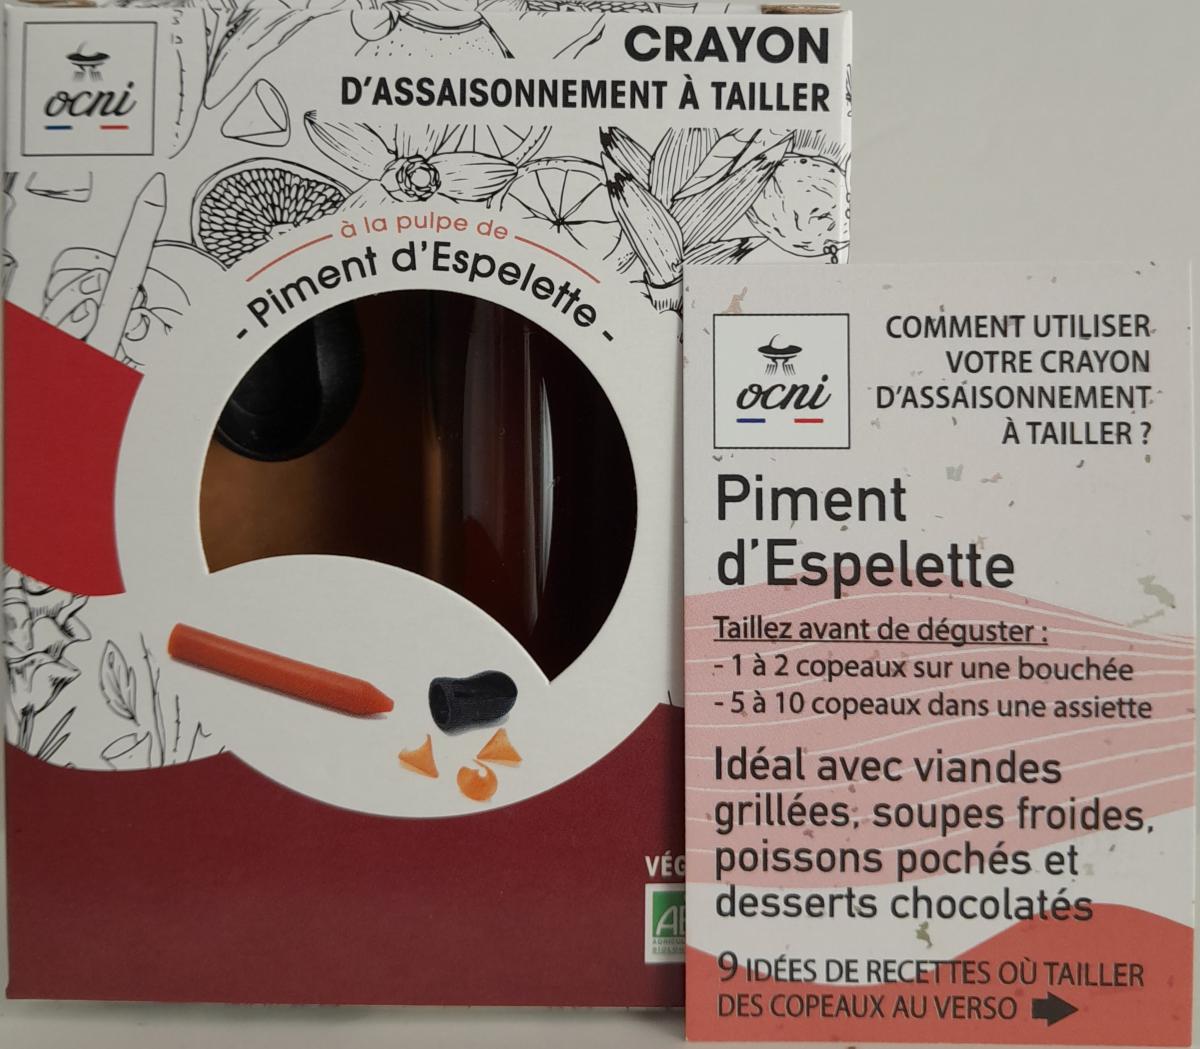 ocni
CRAYON
D'ASSAISONNEMENT À TAILLER
à la pulpe de
- Piment d'Espelette -
VÉG
AB
ocni
COMMENT UTILISER
VOTRE CRAYON
D'ASSAISONNEMENT
À TAILLER ?
Piment
d'Espelette
Taillez avant de déguster :
- 1 à 2 copeaux sur une bouchée
- 5 à 10 copeaux dans une assiette
Idéal avec viandes
grillées, soupes froides,
poissons pochés et
desserts chocolatés
9 IDÉES DE RECETTES OÙ TAILLER
DES COPEAUX AU VERSO